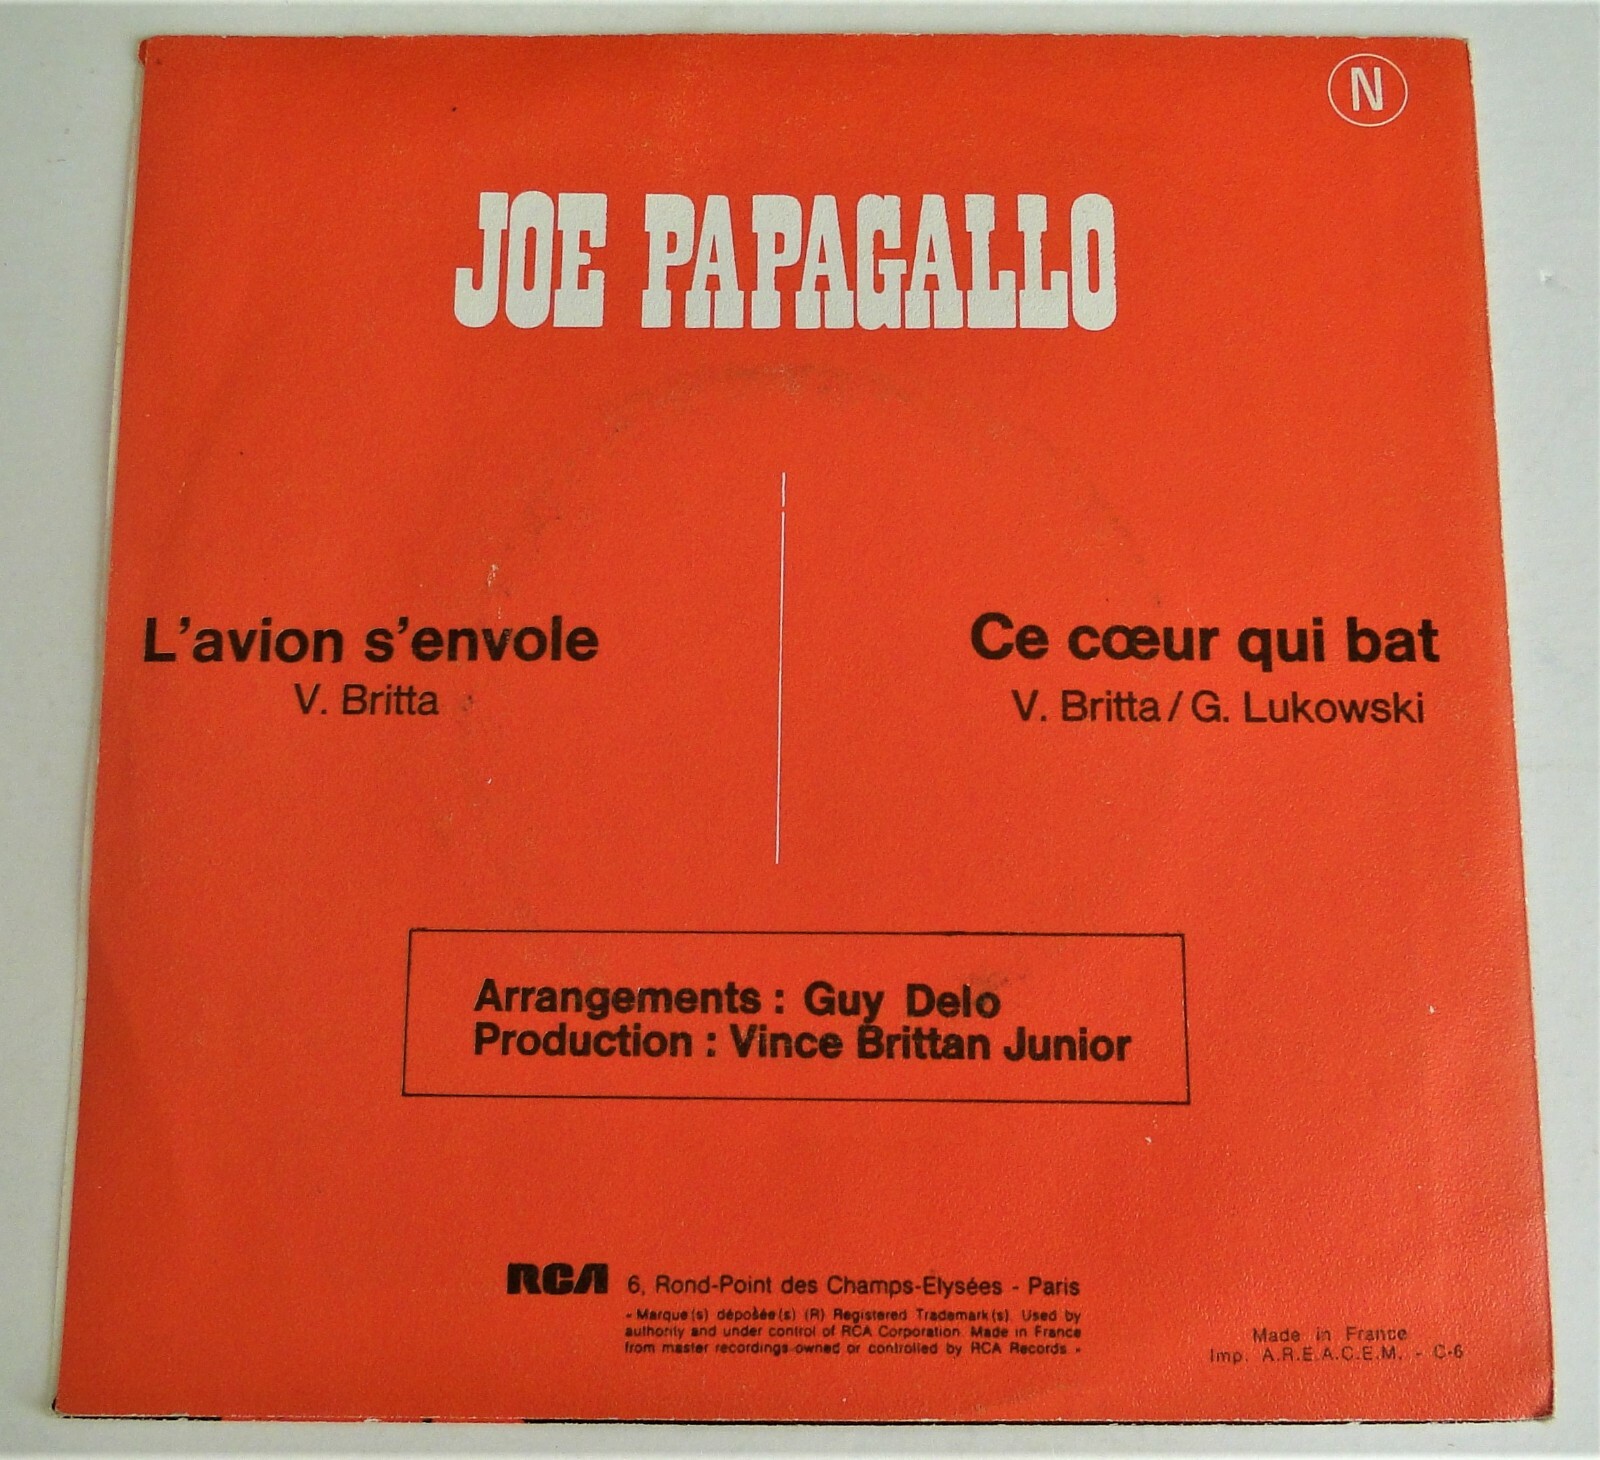 N
JOE PAPAGALLO
L'avion s'envole
V. Britta
Ce cœur qui bat
V. Britta / G. Lukowski
Arrangements : Guy Delo
Production : Vince Brittan Junior
RCA 6, Rond-Point des Champs-Elysées - Paris
« Marque(s) déposée(s) (R) Registered Trademark(s). Used by
authority and under control of RCA Corporation. Made in France
from master recordings owned or controlled by RCA Records »
Made in France
Imp. A.R.E.A.C.E.M. - C-6